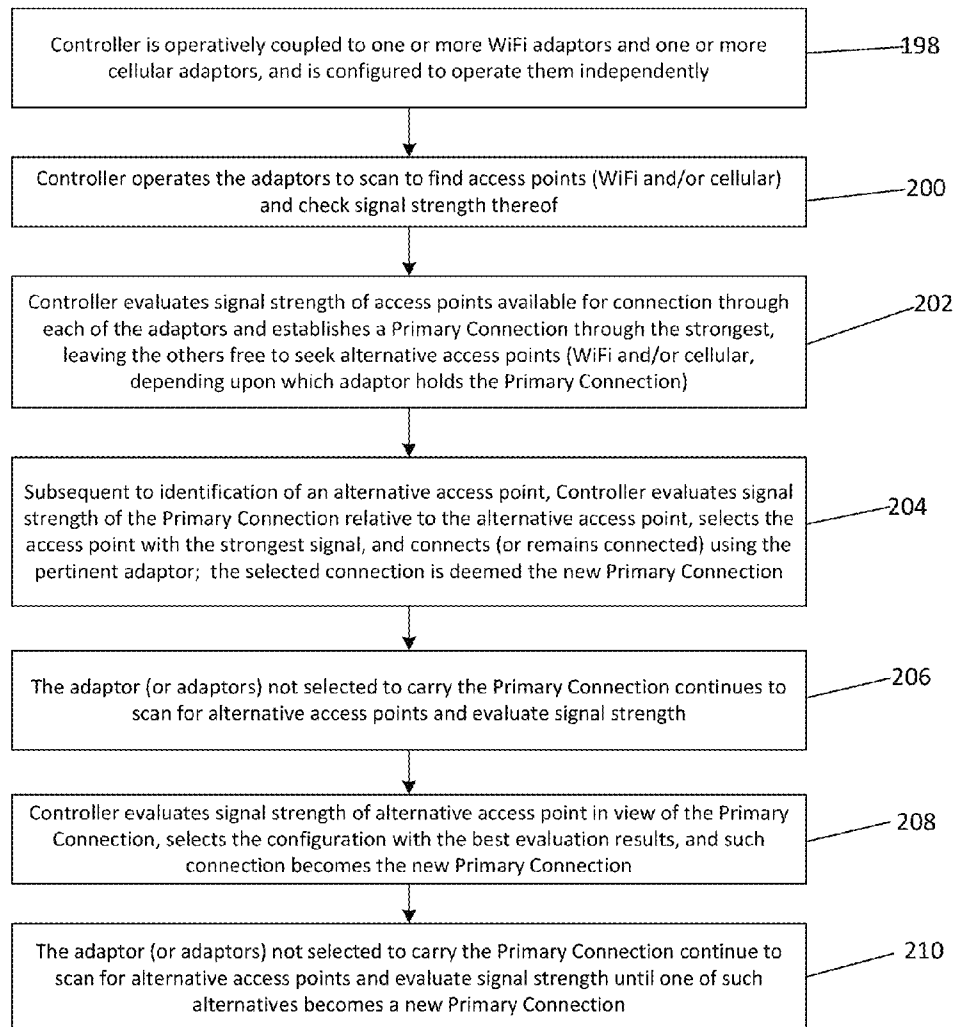 Controller is operatively coupled to one or more WiFi adaptors and one or more
cellular adaptors, and is configured to operate them independently
198
Controller operates the adaptors to scan to find access points (WiFi and/or cellular)
and check signal strength thereof
200
Controller evaluates signal strength of access points available for connection through
each of the adaptors and establishes a Primary Connection through the strongest,
leaving the others free to seek alternative access points (WiFi and/or cellular,
depending upon which adaptor holds the Primary Connection)
202
Subsequent to identification of an alternative access point, Controller evaluates signal
strength of the Primary Connection relative to the alternative access point, selects the
access point with the strongest signal, and connects (or remains connected) using the
pertinent adaptor; the selected connection is deemed the new Primary Connection
204
The adaptor (or adaptors) not selected to carry the Primary Connection continues to
scan for alternative access points and evaluate signal strength
206
Controller evaluates signal strength of alternative access point in view of the Primary
Connection, selects the configuration with the best evaluation results, and such
connection becomes the new Primary Connection
208
The adaptor (or adaptors) not selected to carry the Primary Connection continue to
scan for alternative access points and evaluate signal strength until one of such
alternatives becomes a new Primary Connection
210